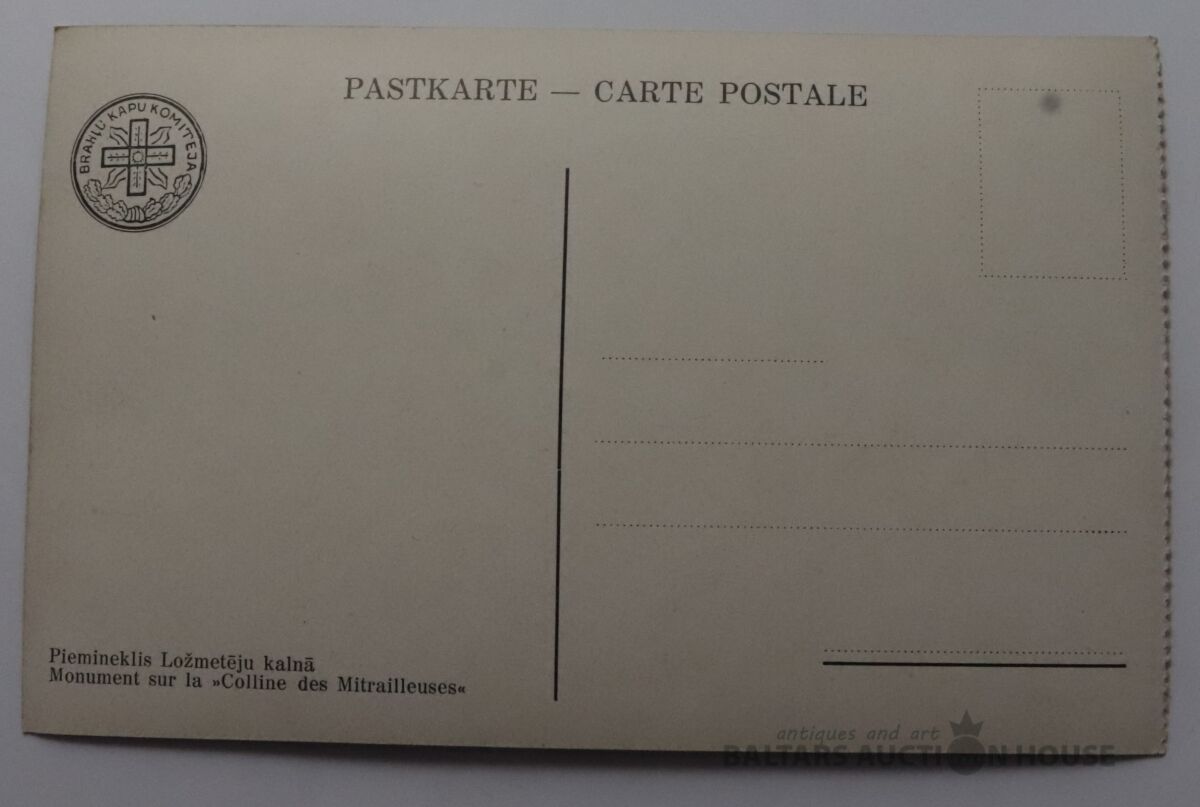 PASTKARTE — CARTE POSTALE
BRAĦĻU KAPU KOMITEJA
Piemineklis Ložmetēju kalnā
Monument sur la »Colline des Mitrailleuses«
antiques and art
BALTARS AUCTION HOUSE